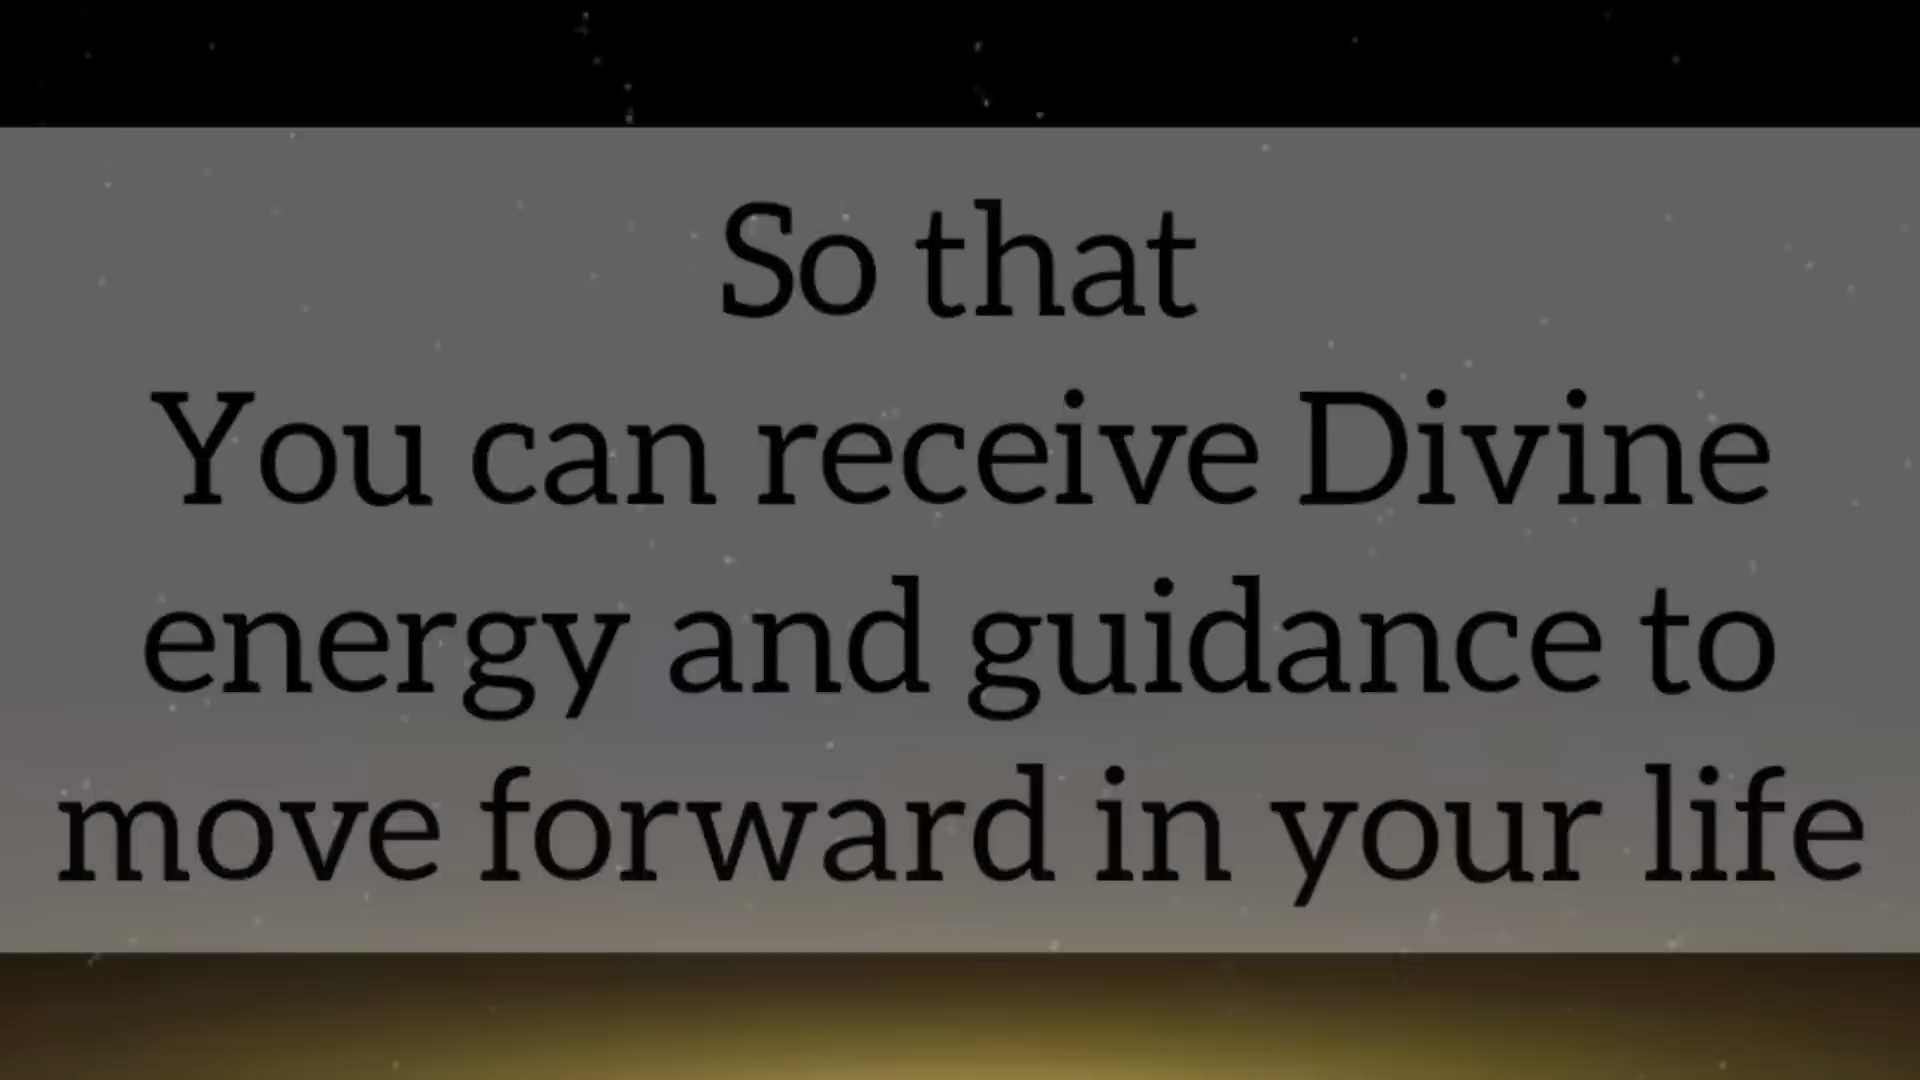 So that
You can receive Divine
energy and guidance to
move forward in your life